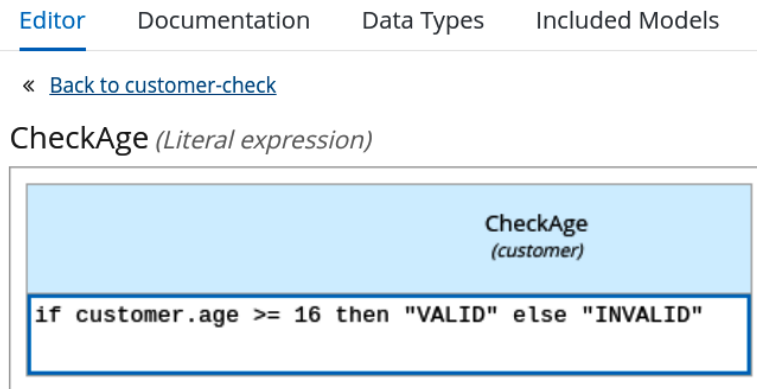 Editor Documentation Data Types Included Models
« Back to customer-check
CheckAge (Literal expression)
CheckAge
(customer)
if customer.age >= 16 then "VALID" else "INVALID"